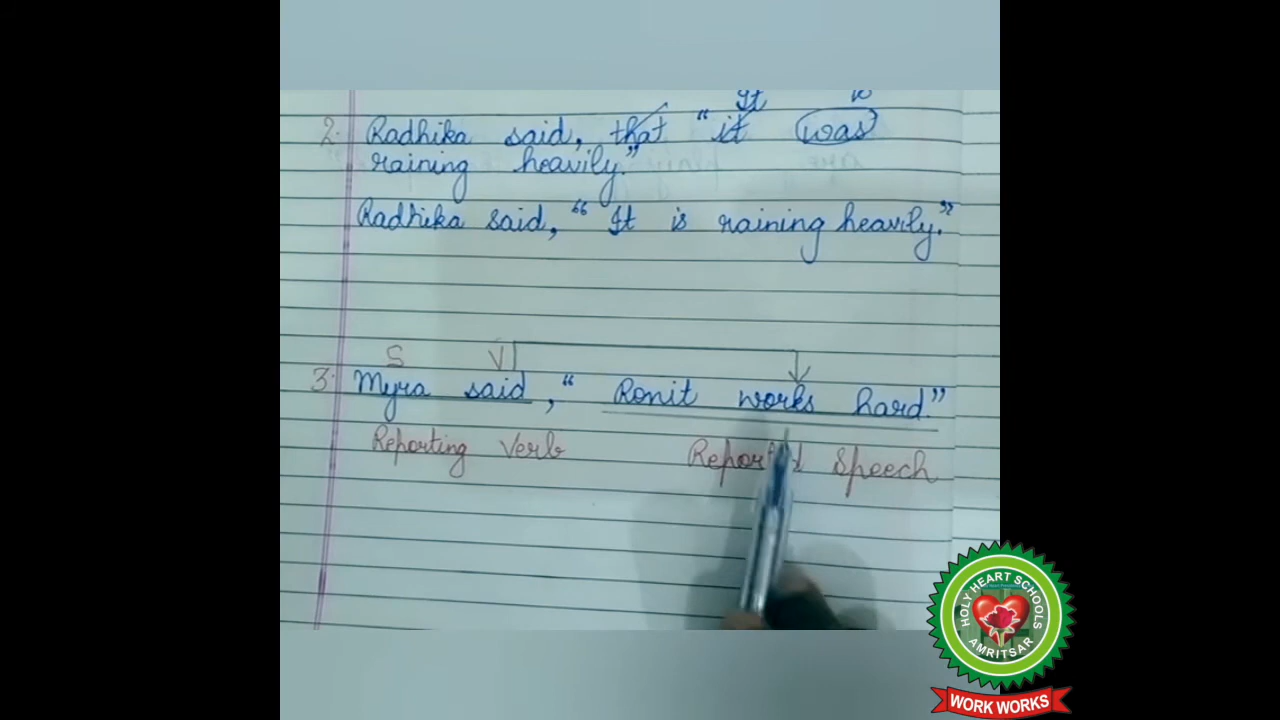 It is
2. Radhika said, that "it was
raining heavily."
Radhika said, "It is raining heavily."
S V
3. Myra said, "Ronit works hard."
Reporting Verb Reported Speech
HOLY HEART SCHOOLS
AMRITSAR
WORK WORKS